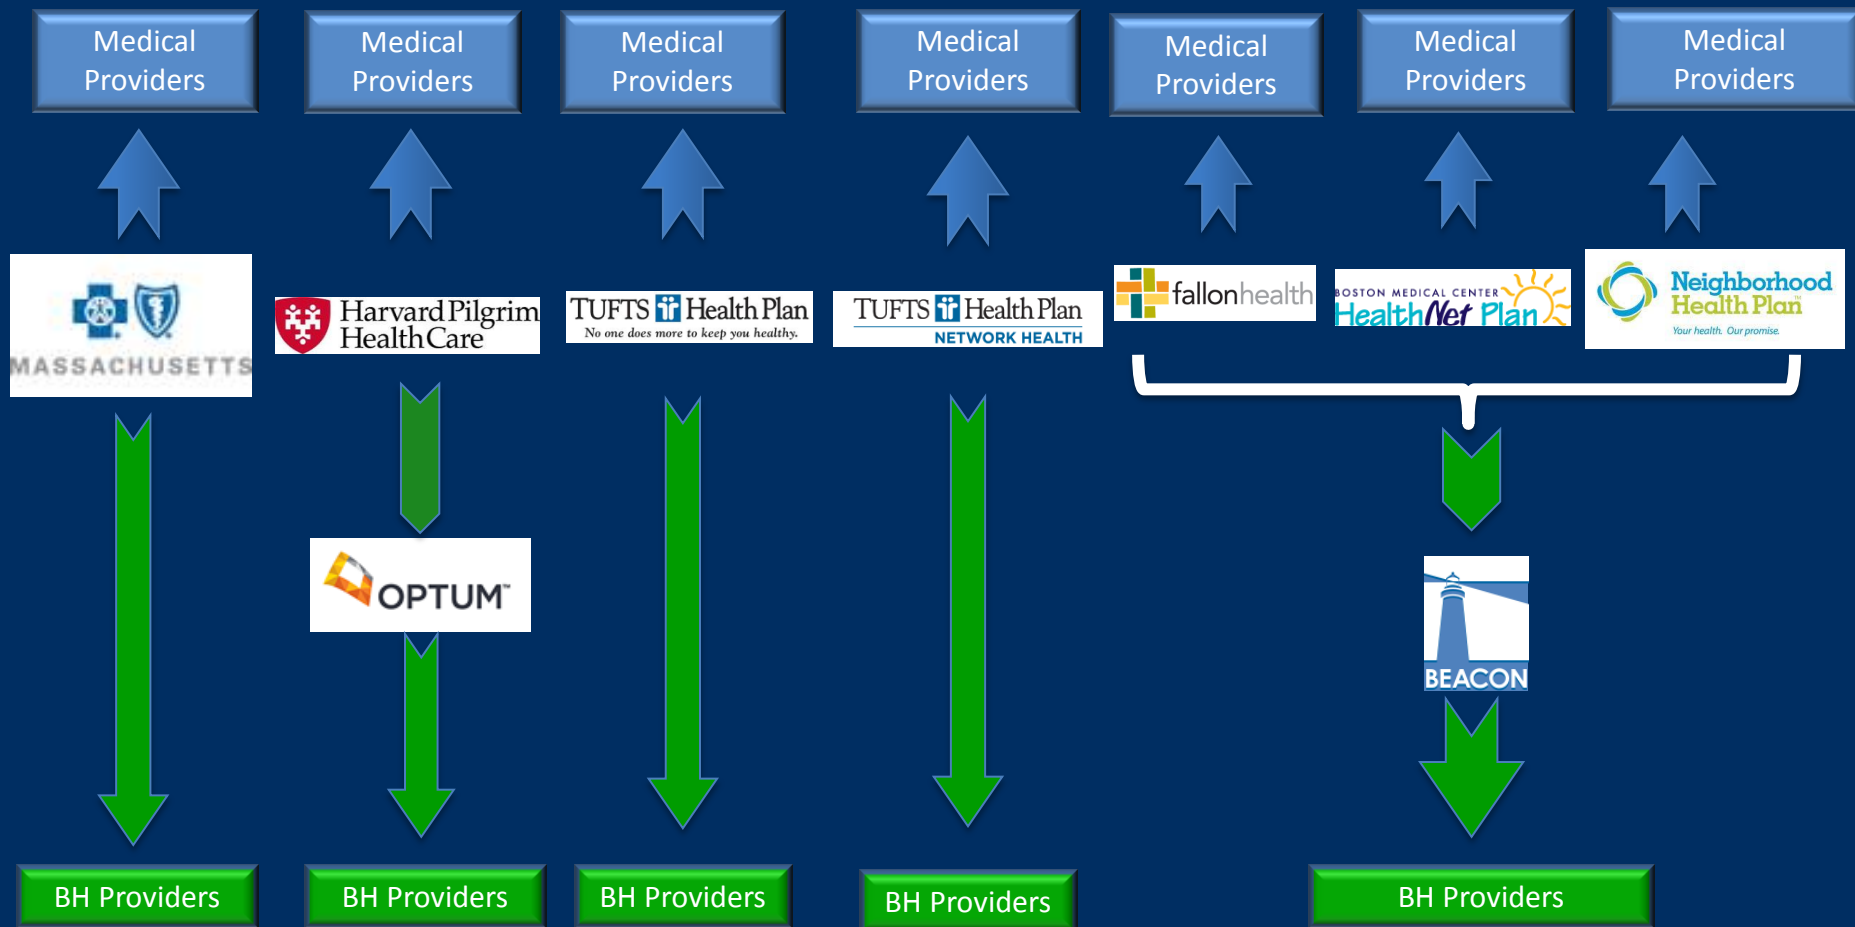 Medical
Providers
Medical
Providers
Medical
Providers
Medical
Providers
Medical
Providers
Medical
Providers
Medical
Providers
MASSACHUSETTS
Harvard Pilgrim
HealthCare
TUFTS Health Plan
No one does more to keep you healthy.
TUFTS Health Plan
NETWORK HEALTH
fallonhealth
BOSTON MEDICAL CENTER
HealthNet Plan
Neighborhood
Health Plan™
Your health. Our promise.
OPTUM™
BEACON
BH Providers
BH Providers
BH Providers
BH Providers
BH Providers